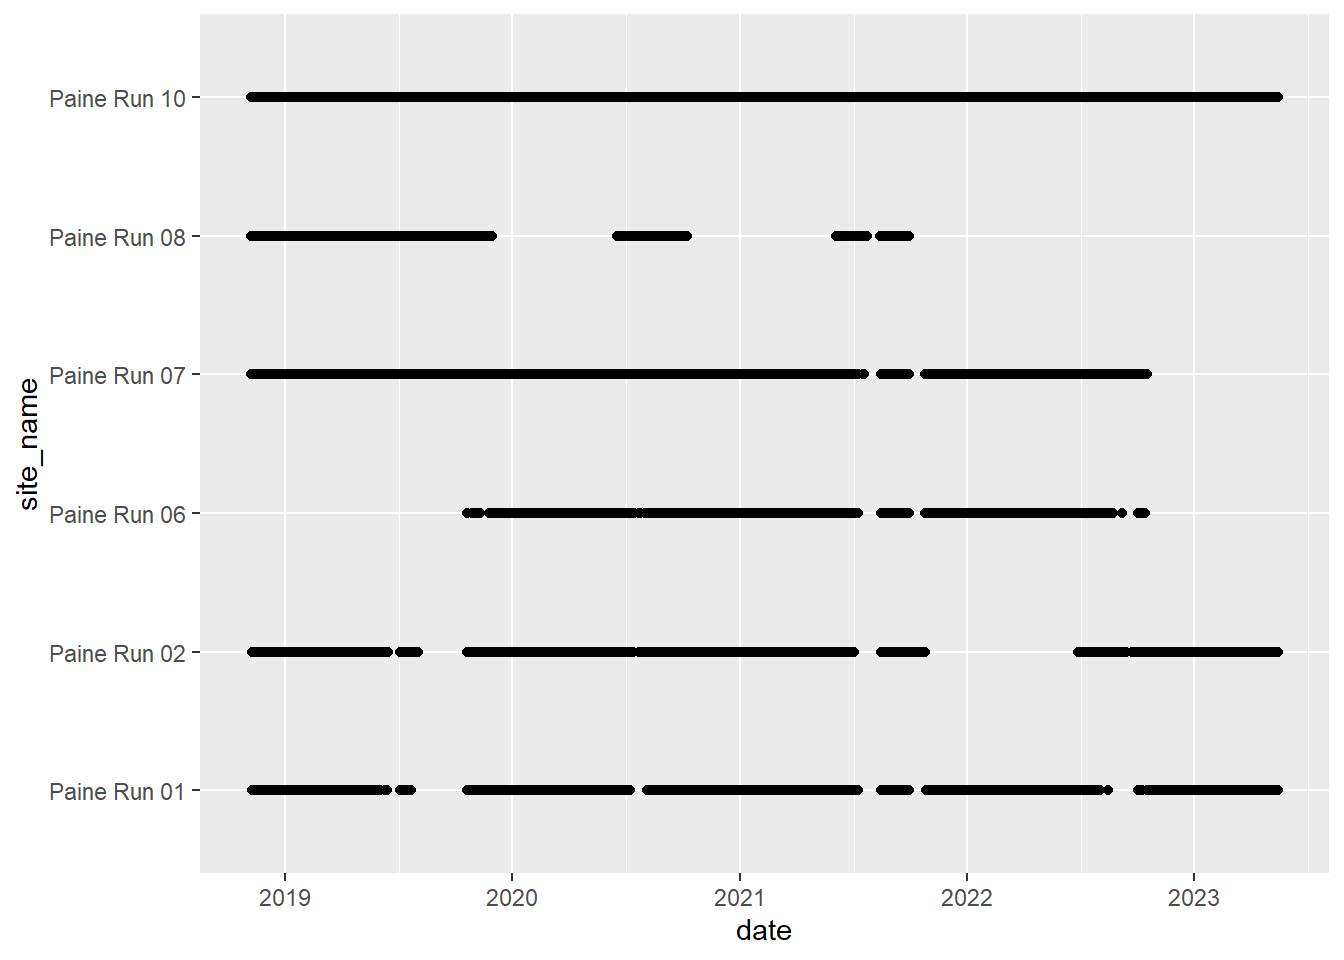 Paine Run 10
Paine Run 08
Paine Run 07
Paine Run 06
Paine Run 02
Paine Run 01
site_name
2019 2020 2021 2022 2023
date